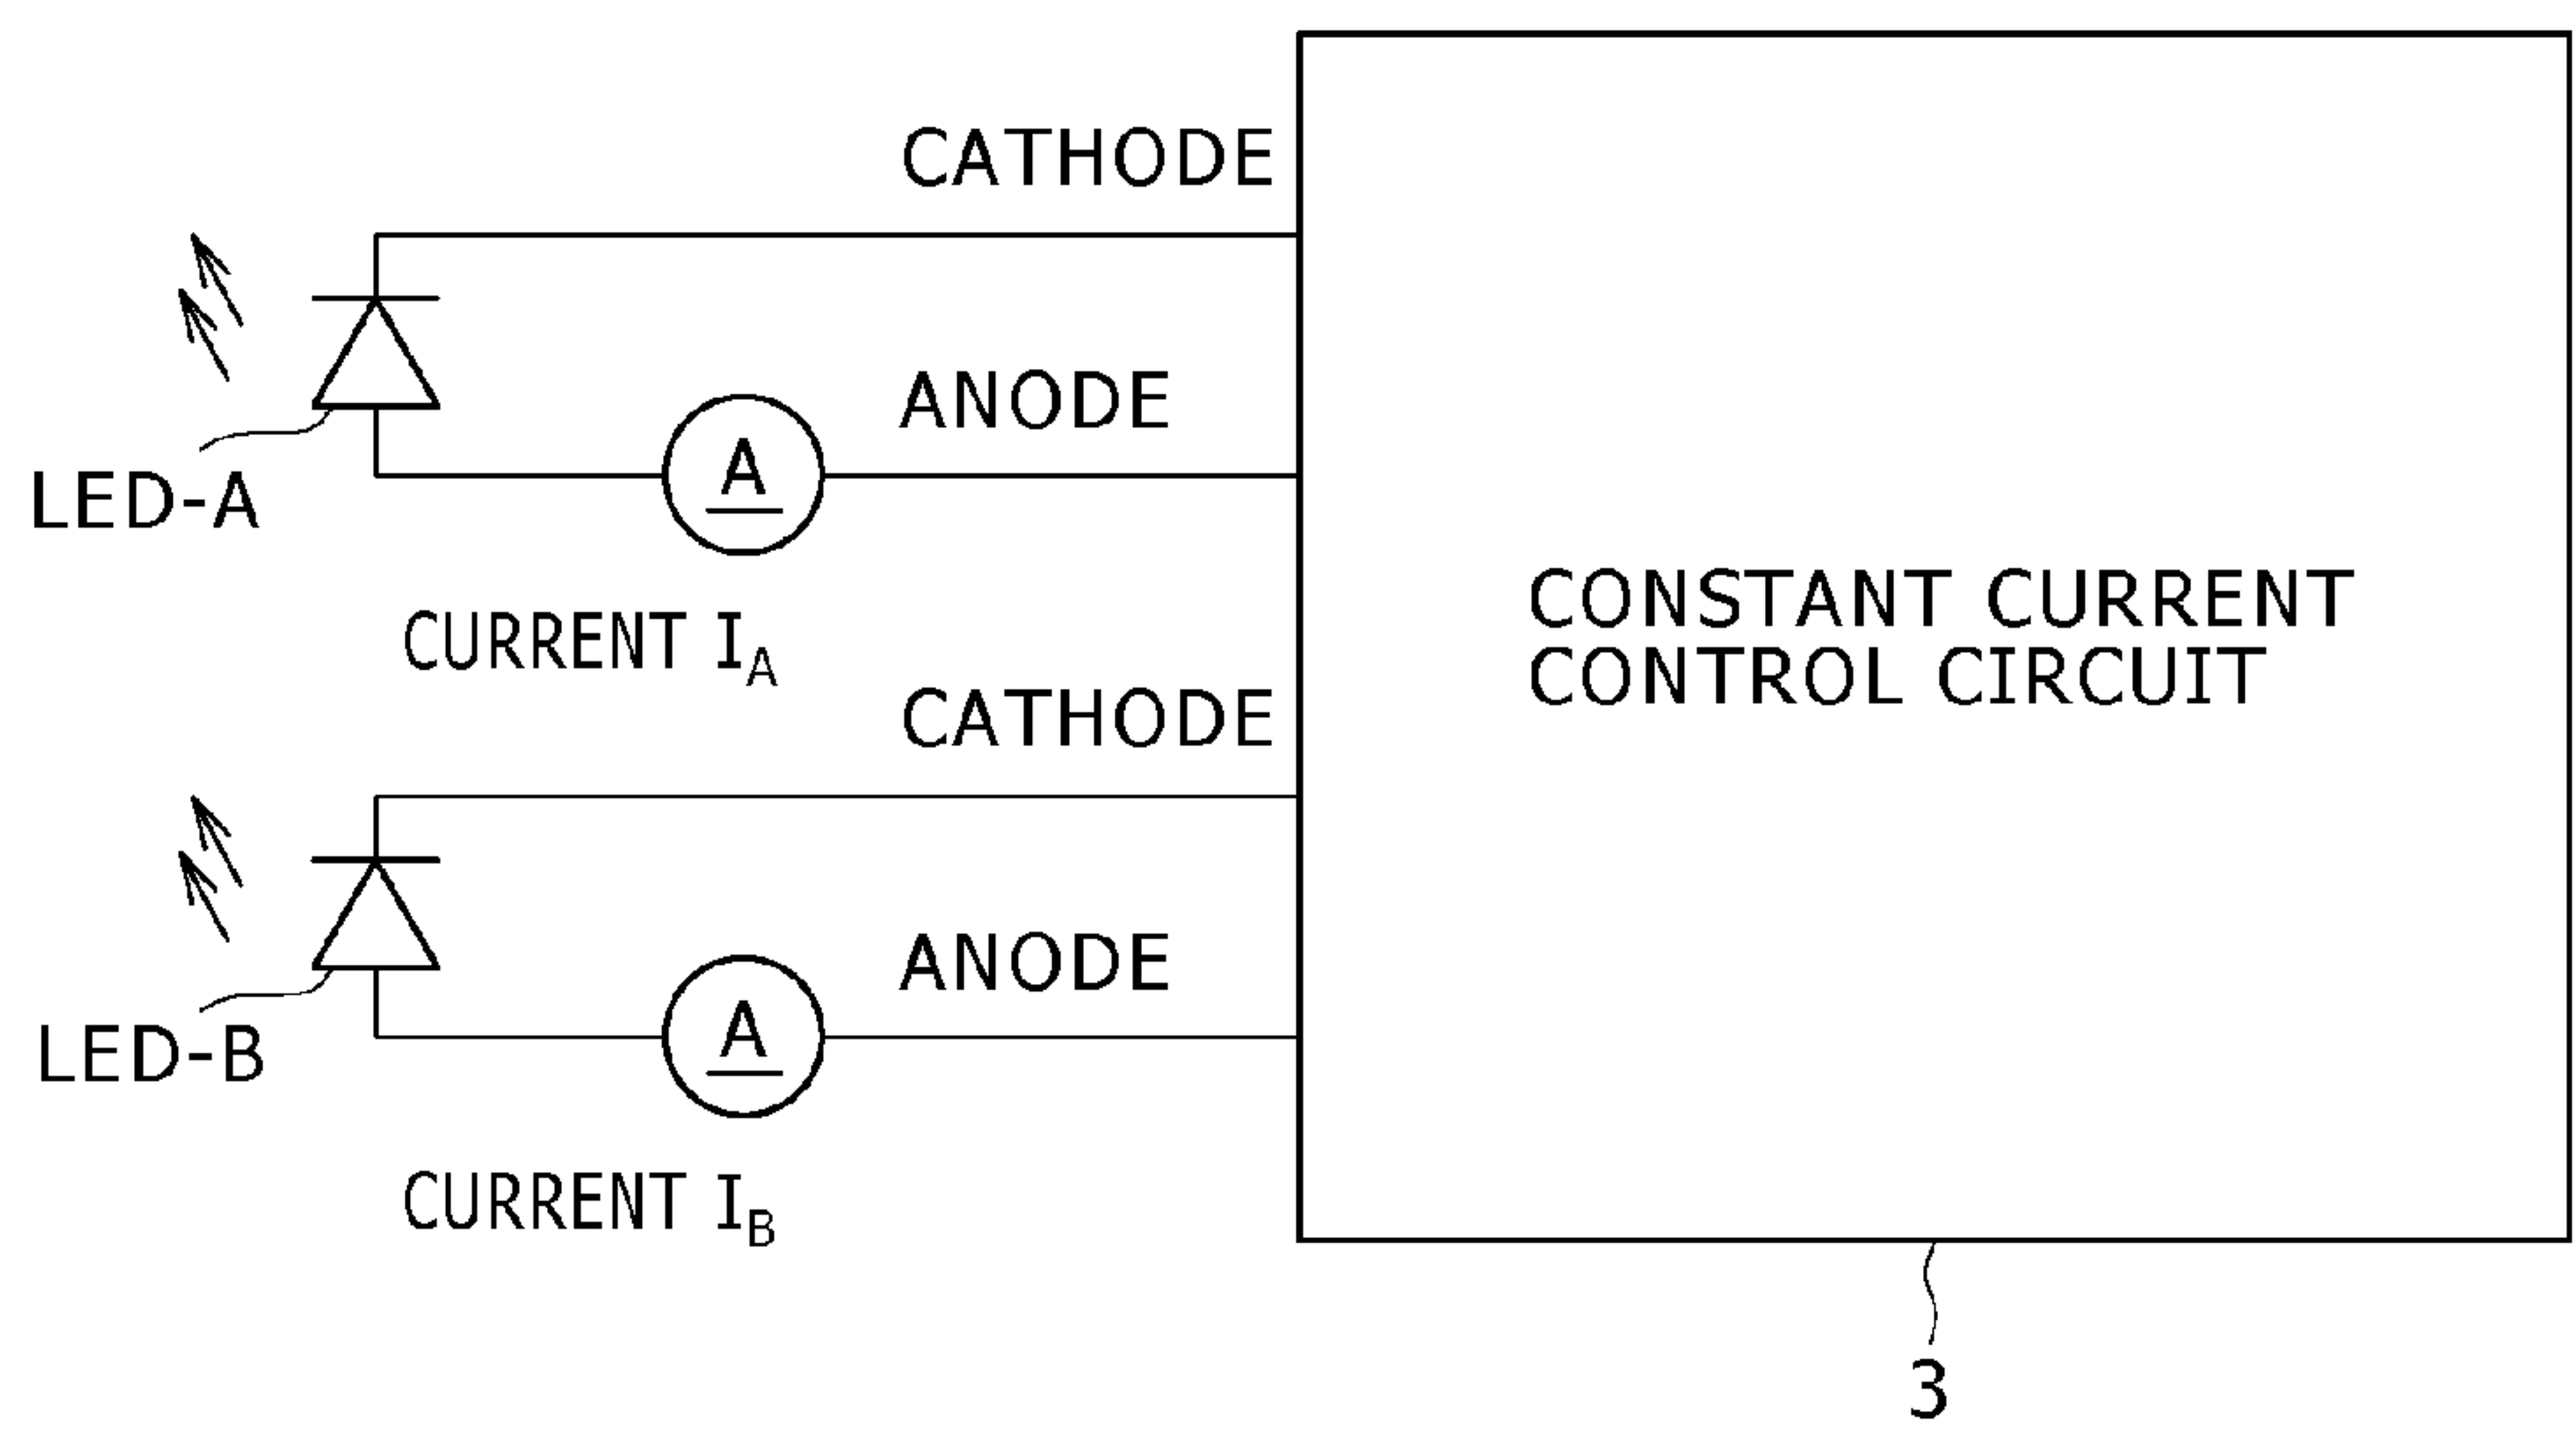 CATHODE
ANODE
A
LED-A
CURRENT IA
CONSTANT CURRENT
CONTROL CIRCUIT
CATHODE
ANODE
A
LED-B
CURRENT IB
3